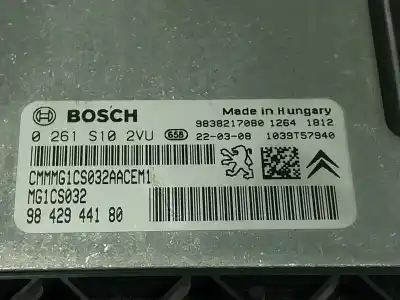 BOSCH
Made in Hungary
9838217080 1264 1812
0 261 S10 2VU 658 22-03-08 1039T57940
CMMMG1CS032AACEM1
MG1CS032
98 429 441 80